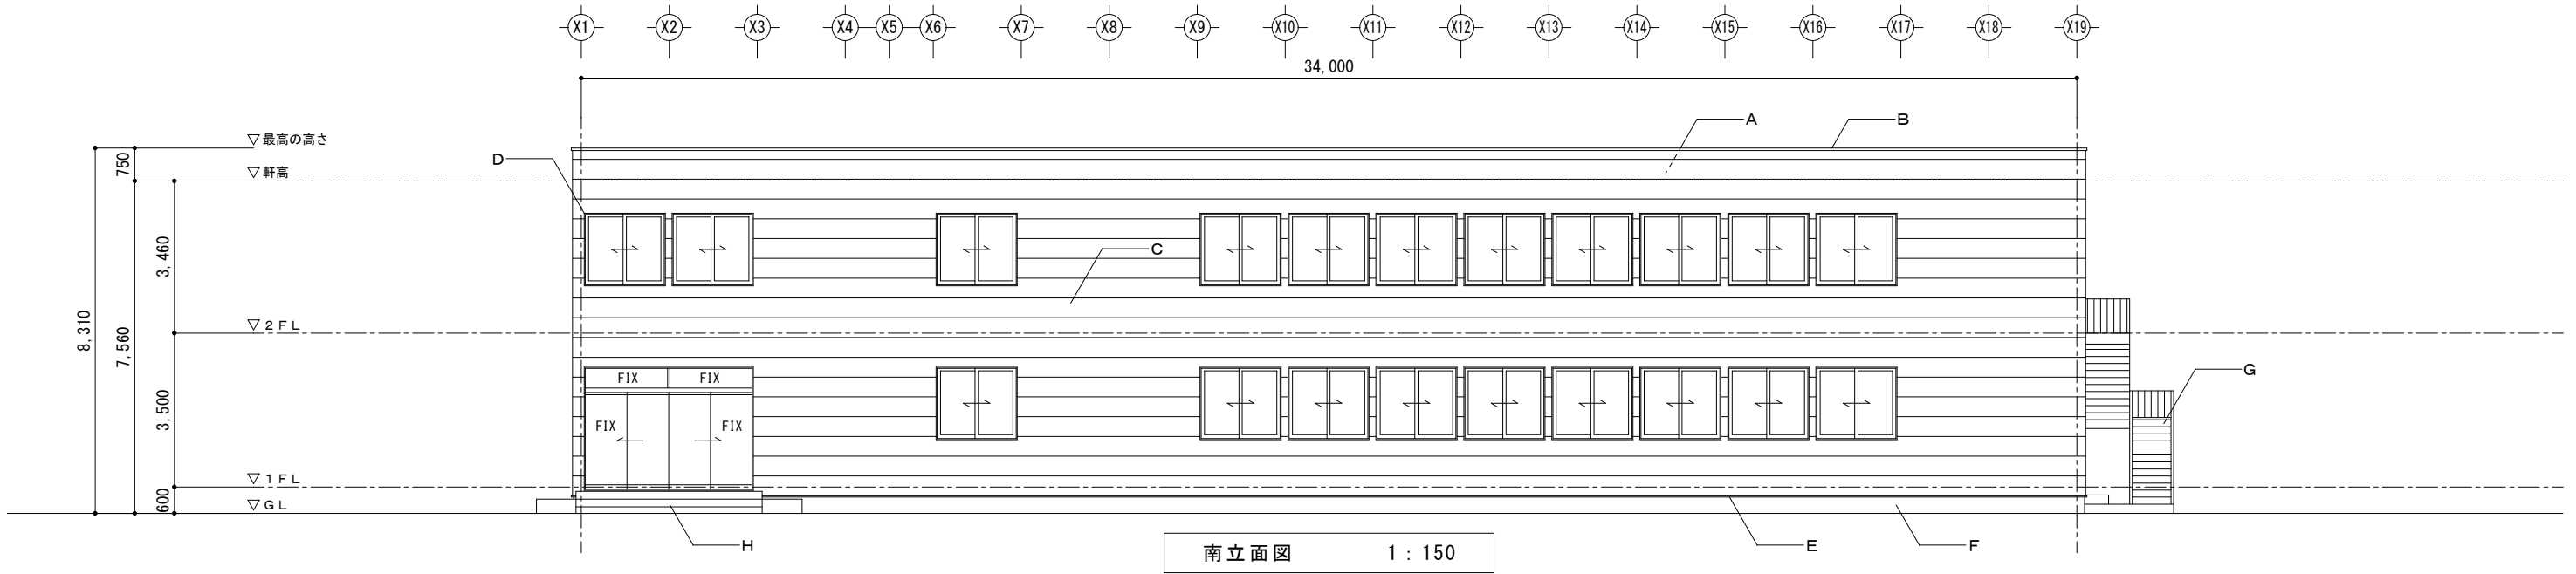 X1 X2 X3 X4 X5 X6 X7 X8 X9 X10 X11 X12 X13 X14 X15 X16 X17 X18 X19
34,000
A
B
▽最高の高さ
D
750
▽軒高
3,460
C
8,310
7,560
▽2FL
FIX
FIX
G
3,500
FIX
FIX
▽1FL
600
▽GL
H
E
F
南立面図 1:150